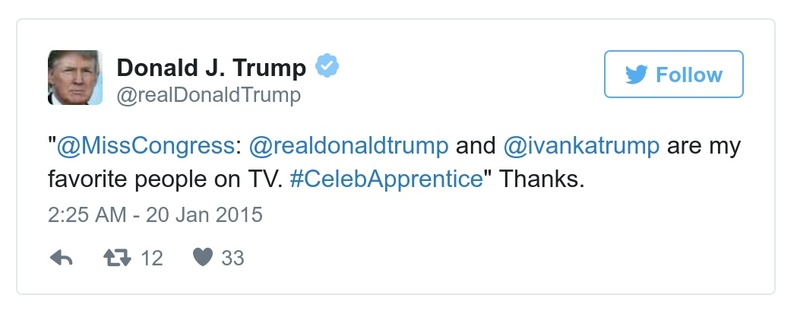 Donald J. Trump
@realDonaldTrump
Follow
"@MissCongress: @realdonaldtrump and @ivankatrump are my
favorite people on TV. #CelebApprentice" Thanks.
2:25 AM - 20 Jan 2015
12 33